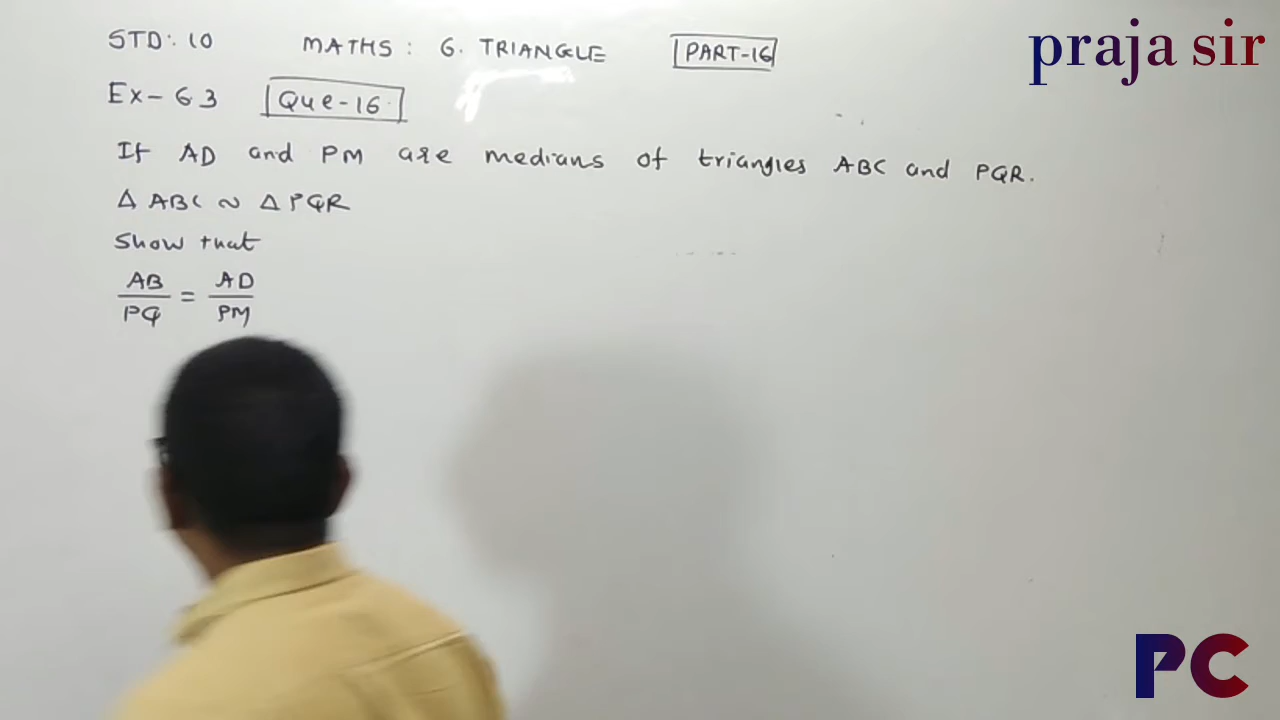 STD: 10 MATHS: 6. TRIANGLE PART-16
praja sir
Ex-6.3 Que-16.
If AD and PM are medians of triangles ABC and PQR.
Δ ABC ~ Δ PQR
Show that
AB/PQ = AD/PM
PC